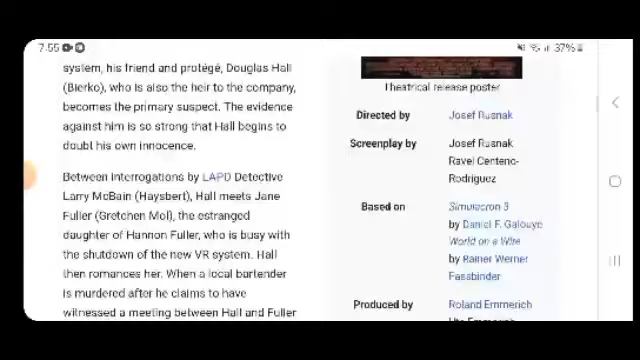 7:55
37%
system, his friend and protégé, Douglas Hall
(Bierko), who is also the heir to the company,
becomes the primary suspect. The evidence
against him is so strong that Hall begins to
doubt his own innocence.
Between interrogations by LAPD Detective
Larry McBain (Haysbert), Hall meets Jane
Fuller (Gretchen Mol), the estranged
daughter of Hannon Fuller, who is busy with
the shutdown of the new VR system. Hall
then romances her. When a local bartender
is murdered after he claims to have
witnessed a meeting between Hall and Fuller
Theatrical release poster
Directed by
Josef Rusnak
Screenplay by
Josef Rusnak
Ravel Centeno-
Rodriguez
Based on
Simulacron 3
by Daniel F. Galouye
World on a Wire
by Rainer Werner
Fassbinder
Produced by
Roland Emmerich